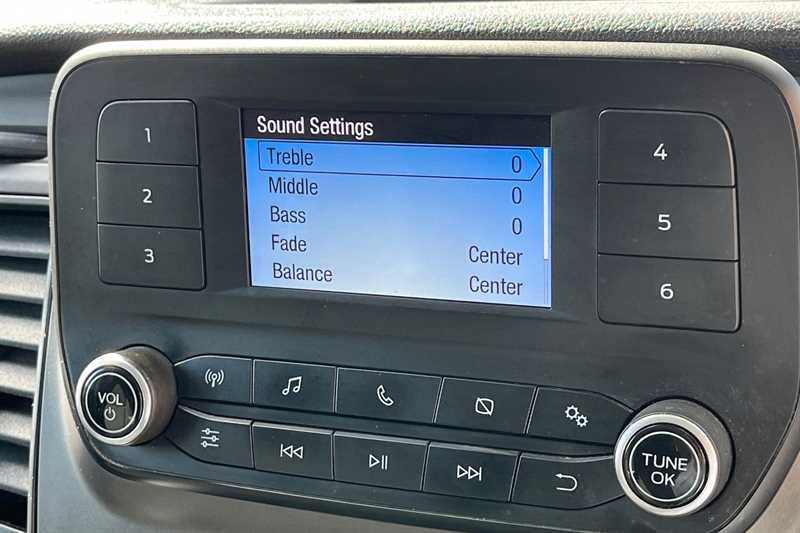 Sound Settings
Treble 0
Middle 0
Bass 0
Fade Center
Balance Center
1
2
3
4
5
6
VOL
TUNE
OK